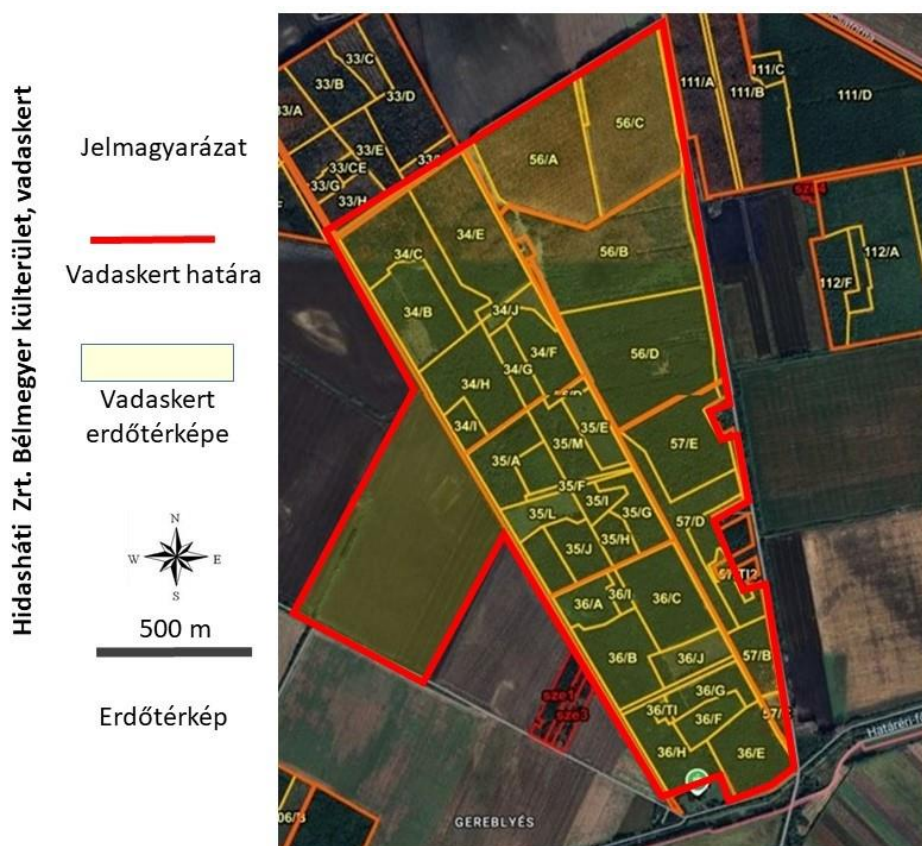 Hidasháti Zrt. Bélmegyer külterület, vadaskert
Jelmagyarázat
Vadaskert határa
Vadaskert
erdőtérképe
N
W
E
S
500 m
Erdőtérkép
33/C
33/B
33/D
33/A
33/E
33/CE
33/G
33/H
56/C
56/A
111/A
111/C
111/B
111/D
34/E
34/C
56/B
112/A
112/F
34/B
34/J
34/F
34/G
56/D
34/H
34/I
35/E
35/M
57/E
35/A
35/F
35/I
35/L
35/G
57/D
35/H
35/J
36/I
36/A
36/C
36/B
36/J
57/B
sze1
sze3
36/G
36/TI
36/F
36/H
36/E
GEREBLYÉS